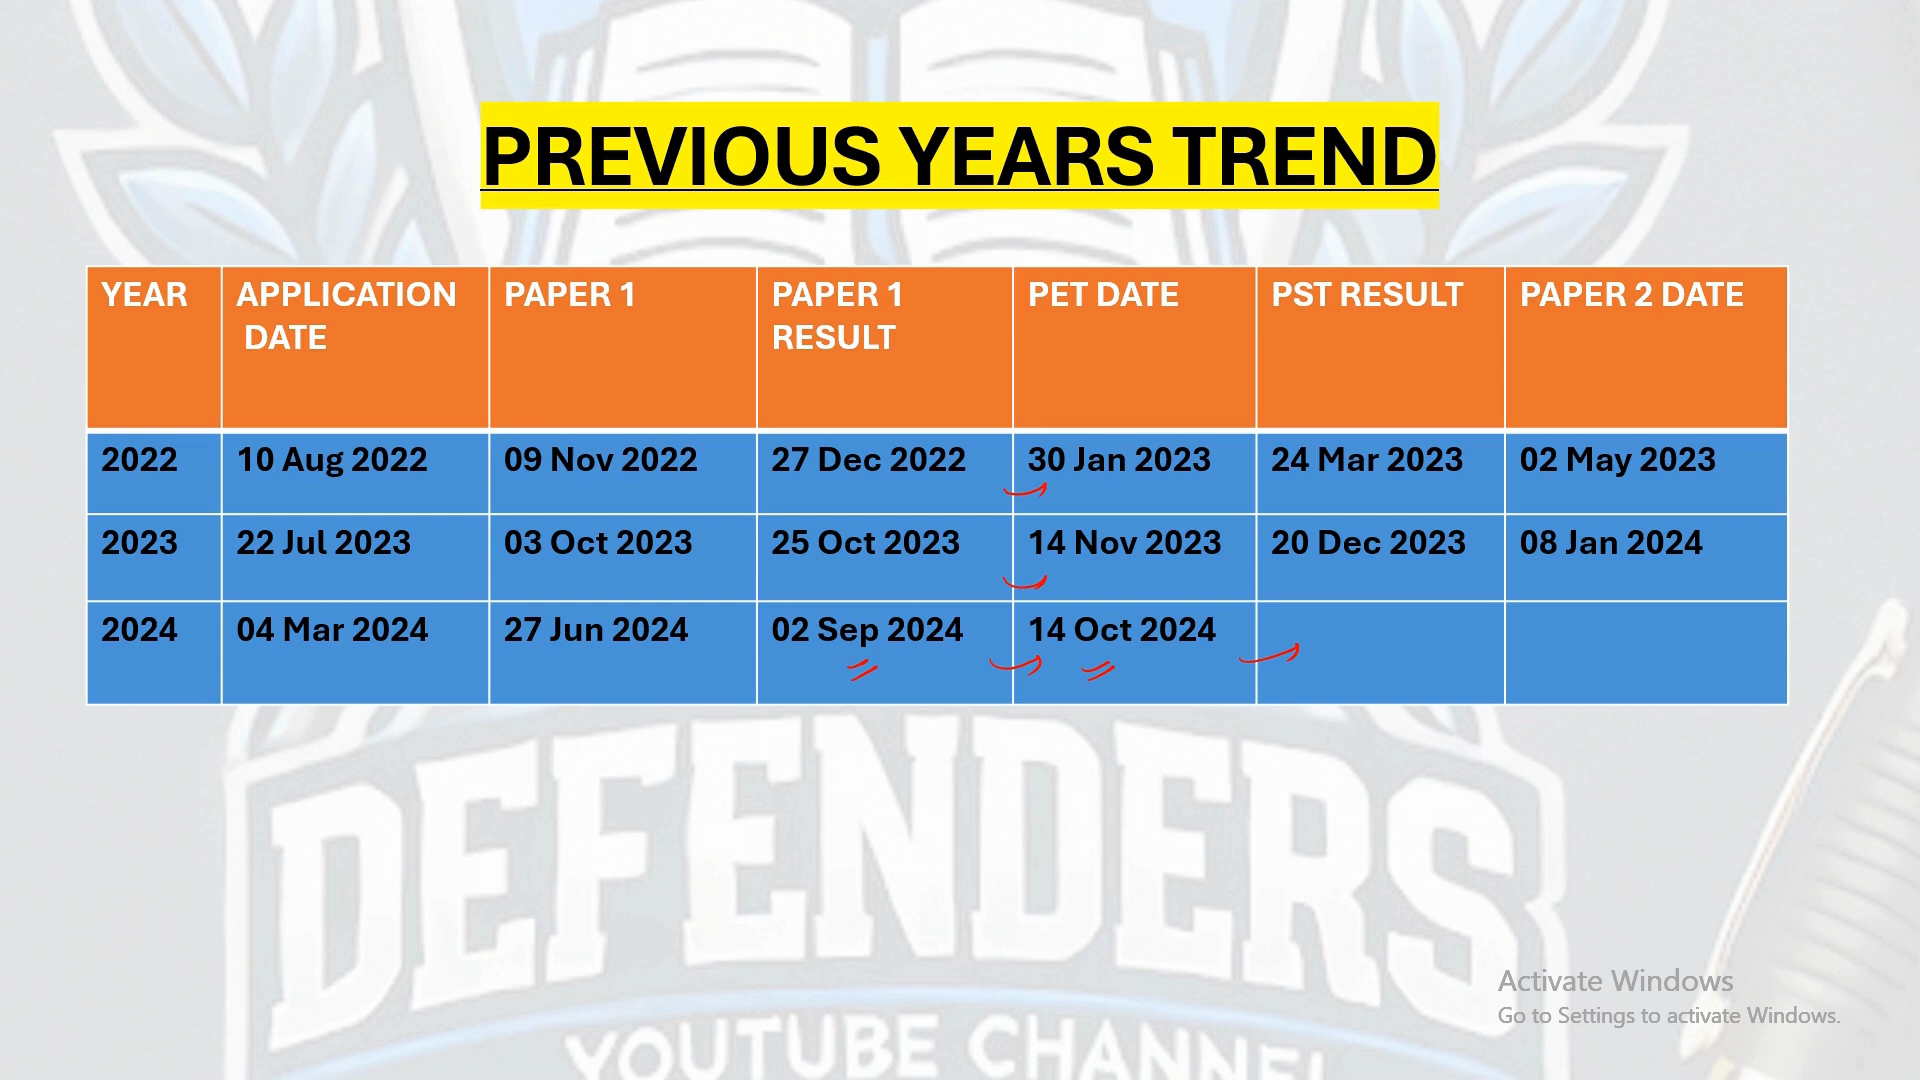 PREVIOUS YEARS TREND
YEAR APPLICATION DATE PAPER 1 PAPER 1 RESULT PET DATE PST RESULT PAPER 2 DATE
2022 10 Aug 2022 09 Nov 2022 27 Dec 2022 30 Jan 2023 24 Mar 2023 02 May 2023
2023 22 Jul 2023 03 Oct 2023 25 Oct 2023 14 Nov 2023 20 Dec 2023 08 Jan 2024
2024 04 Mar 2024 27 Jun 2024 02 Sep 2024 14 Oct 2024
DEFENDERS
YOUTUBE CHANNEL
Activate Windows
Go to Settings to activate Windows.